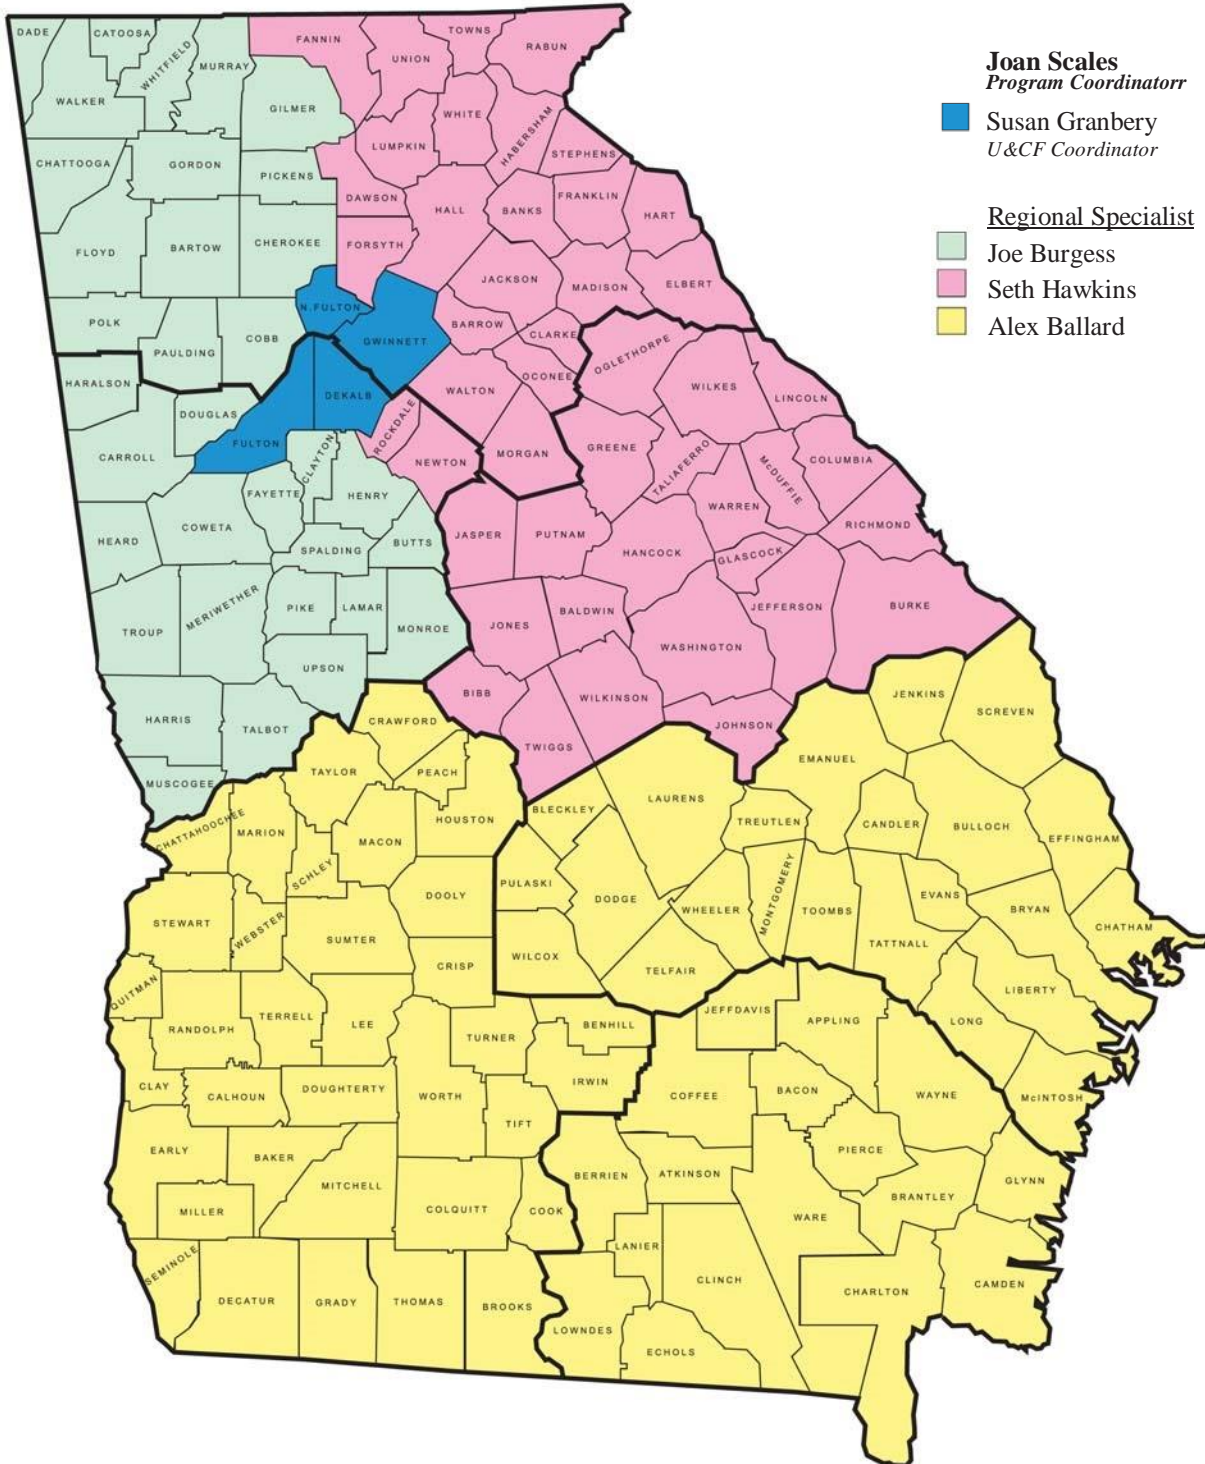 Joan Scales
Program Coordinatorr
Susan Granbery
U&CF Coordinator
Regional Specialist
Joe Burgess
Seth Hawkins
Alex Ballard
DADE
CATOOSA
WHITFIELD
MURRAY
FANNIN
UNION
TOWNS
RABUN
WALKER
GILMER
WHITE
HABERSHAM
LUMPKIN
STEPHENS
CHATTOOGA
GORDON
PICKENS
DAWSON
HALL
BANKS
FRANKLIN
HART
FLOYD
BARTOW
CHEROKEE
FORSYTH
JACKSON
MADISON
ELBERT
POLK
PAULDING
COBB
N.FULTON
GWINNETT
BARROW
CLARKE
OCONEE
OGLETHORPE
WILKES
LINCOLN
HARALSON
DOUGLAS
DEKALB
ROCKDALE
WALTON
FULTON
CARROLL
CLAYTON
NEWTON
MORGAN
GREENE
TALIAFERRO
McDUFFIE
COLUMBIA
FAYETTE
HENRY
WARREN
RICHMOND
HEARD
COWETA
SPALDING
BUTTS
JASPER
PUTNAM
HANCOCK
GLASCOCK
TROUP
MERIWETHER
PIKE
LAMAR
MONROE
JONES
BALDWIN
JEFFERSON
BURKE
WASHINGTON
UPSON
BIBB
WILKINSON
HARRIS
TALBOT
CRAWFORD
TWIGGS
JOHNSON
JENKINS
SCREVEN
MUSCOGEE
TAYLOR
PEACH
EMANUEL
CHATTAHOOCHEE
MARION
MACON
HOUSTON
BLECKLEY
LAURENS
TREUTLEN
CANDLER
BULLOCH
EFFINGHAM
SCHLEY
DOOLY
PULASKI
DODGE
WHEELER
MONTGOMERY
TOOMBS
EVANS
BRYAN
CHATHAM
STEWART
WEBSTER
SUMTER
CRISP
WILCOX
TELFAIR
TATTNALL
QUITMAN
RANDOLPH
TERRELL
LEE
TURNER
BENHILL
JEFFDAVIS
APPLING
LONG
LIBERTY
CLAY
CALHOUN
DOUGHERTY
WORTH
IRWIN
COFFEE
BACON
WAYNE
McINTOSH
TIFT
EARLY
BAKER
MITCHELL
BERRIEN
ATKINSON
PIERCE
BRANTLEY
GLYNN
MILLER
COLQUITT
COOK
WARE
SEMINOLE
LANIER
CLINCH
CHARLTON
CAMDEN
DECATUR
GRADY
THOMAS
BROOKS
LOWNDES
ECHOLS